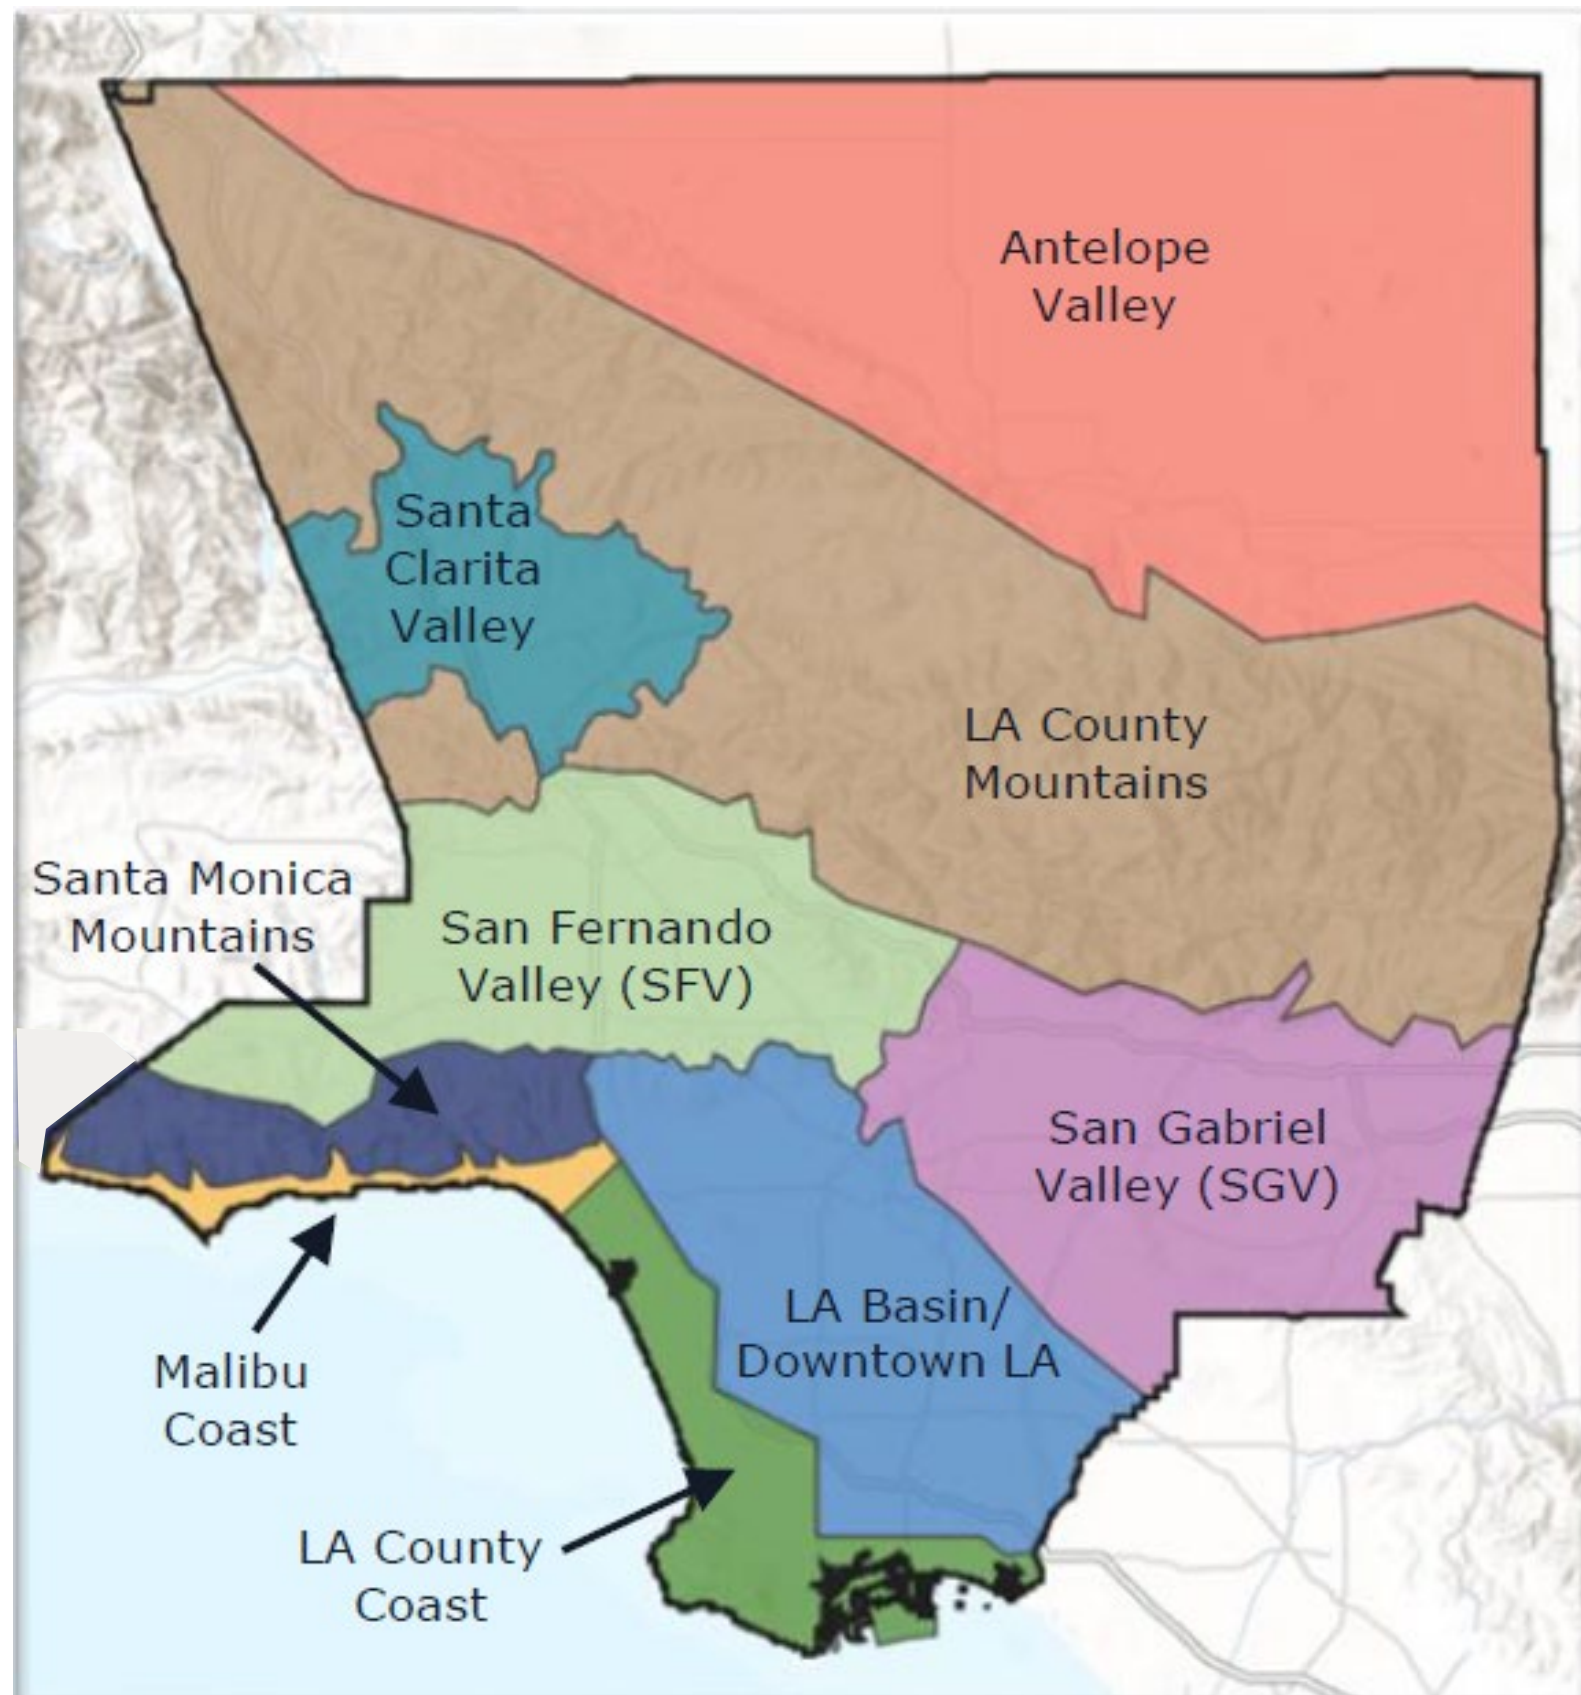 Antelope
Valley
Santa
Clarita
Valley
LA County
Mountains
Santa Monica
Mountains
San Fernando
Valley (SFV)
San Gabriel
Valley (SGV)
LA Basin/
Downtown LA
Malibu
Coast
LA County
Coast